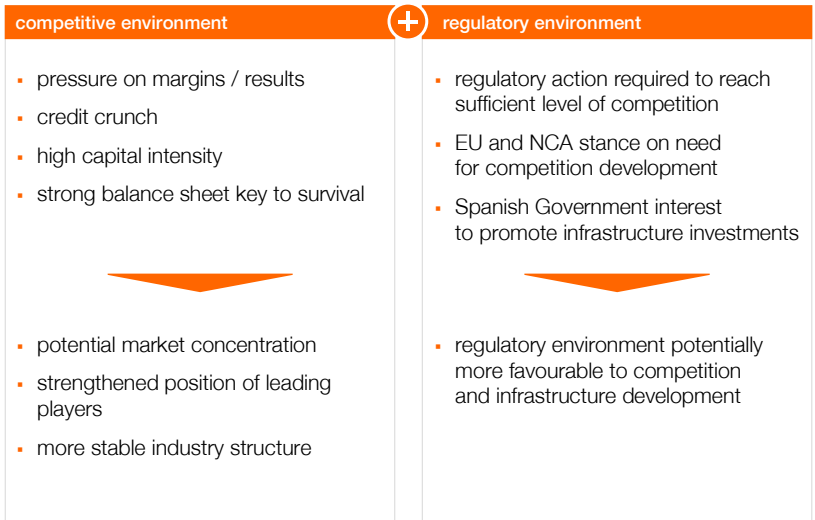 competitive environment
pressure on margins / results
credit crunch
high capital intensity
strong balance sheet key to survival
potential market concentration
strengthened position of leading
players
more stable industry structure
regulatory environment
regulatory action required to reach
sufficient level of competition
EU and NCA stance on need
for competition development
Spanish Government interest
to promote infrastructure investments
regulatory environment potentially
more favourable to competition
and infrastructure development